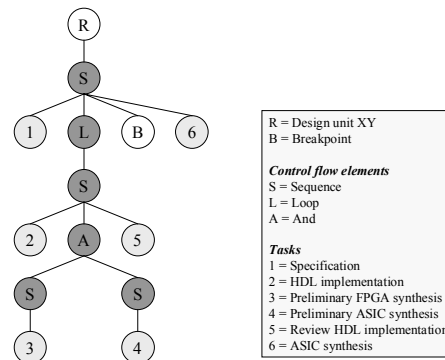 R
S
1 L B 6
S
2 A 5
S S
3 4
R = Design unit XY
B = Breakpoint
Control flow elements
S = Sequence
L = Loop
A = And
Tasks
1 = Specification
2 = HDL implementation
3 = Preliminary FPGA synthesis
4 = Preliminary ASIC synthesis
5 = Review HDL implementation
6 = ASIC synthesis